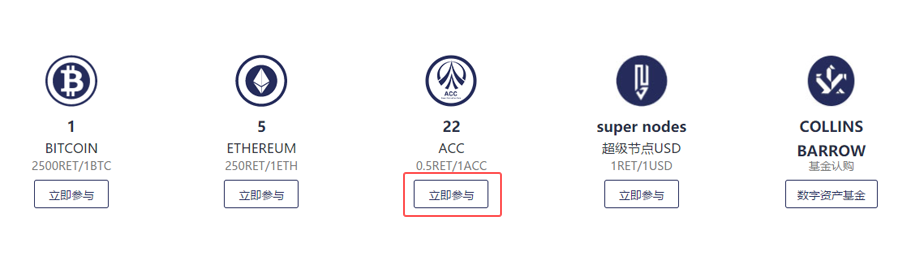 1
BITCOIN
2500RET/1BTC
立即参与
5
ETHEREUM
250RET/1ETH
立即参与
ACC
22
ACC
0.5RET/1ACC
立即参与
super nodes
超级节点USD
1RET/1USD
立即参与
COLLINS
BARROW
基金认购
数字资产基金